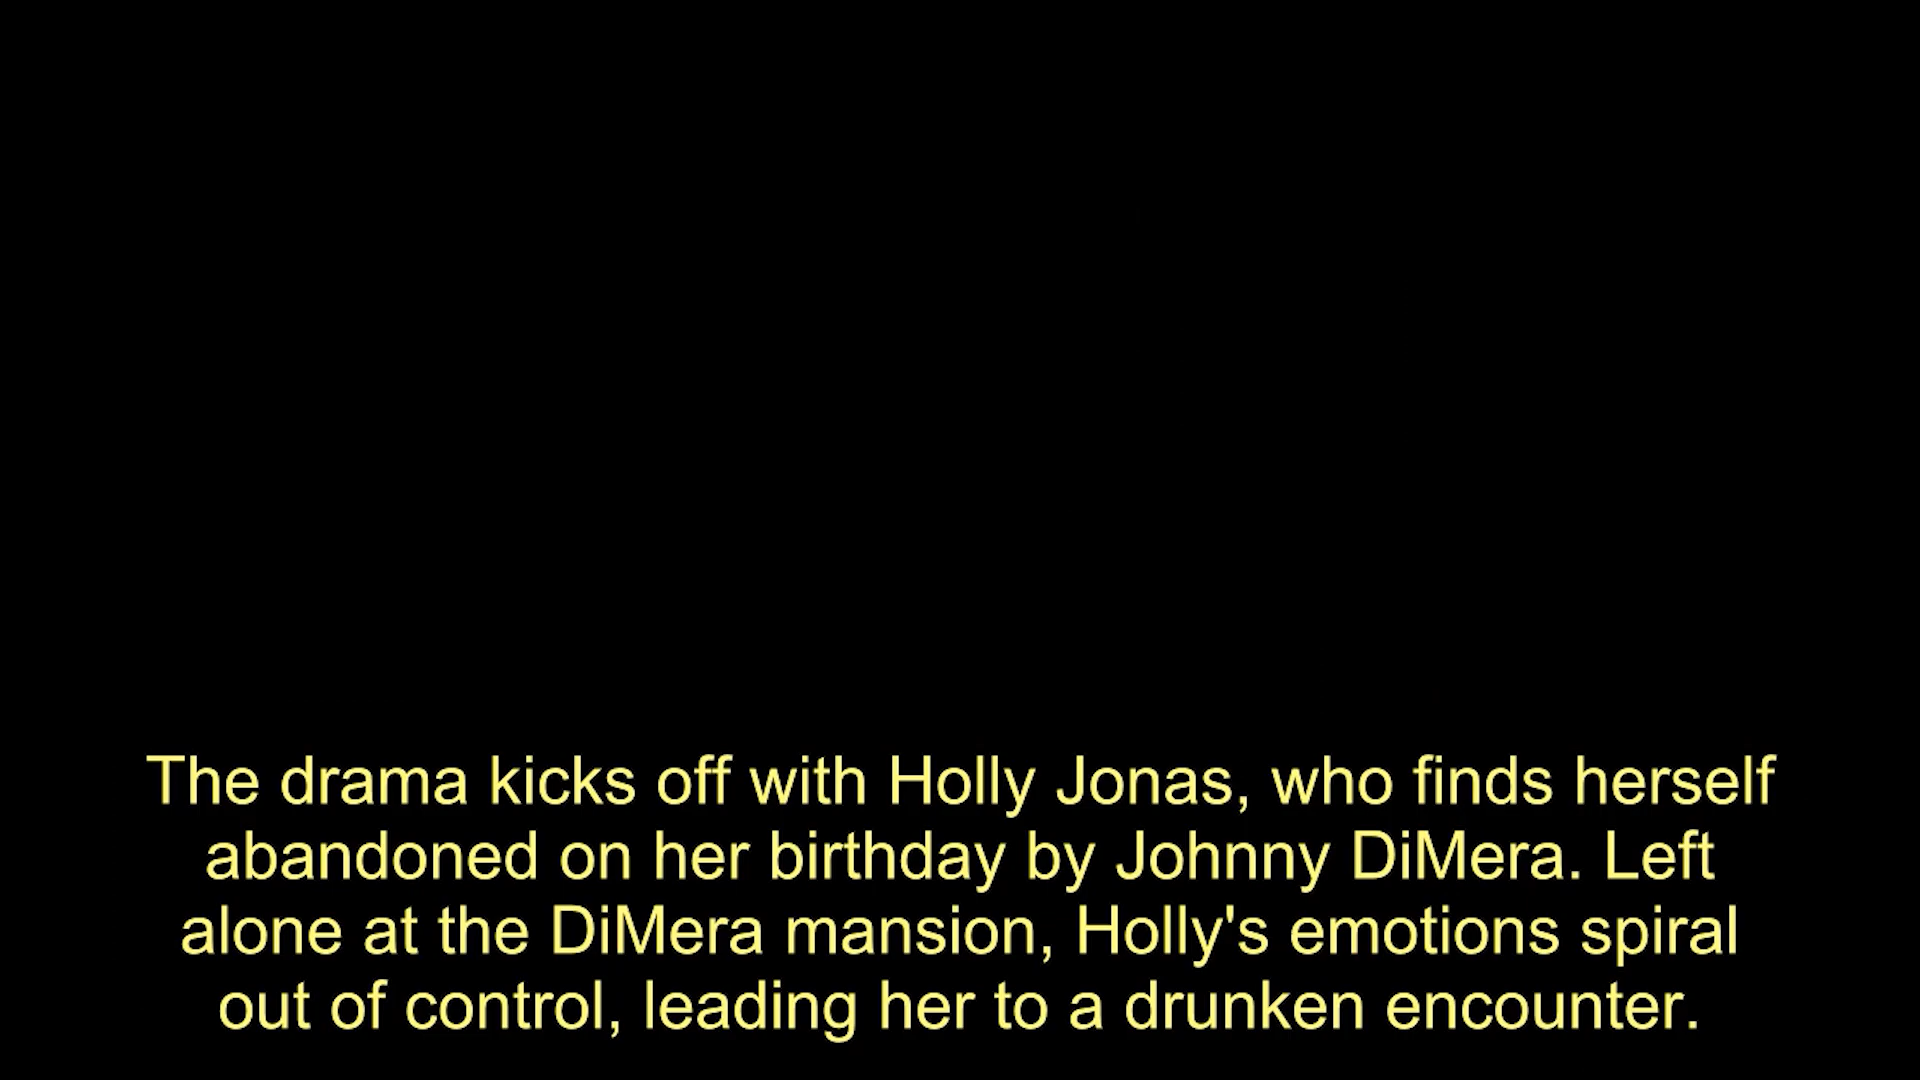 The drama kicks off with Holly Jonas, who finds herself
abandoned on her birthday by Johnny DiMera. Left
alone at the DiMera mansion, Holly's emotions spiral
out of control, leading her to a drunken encounter.